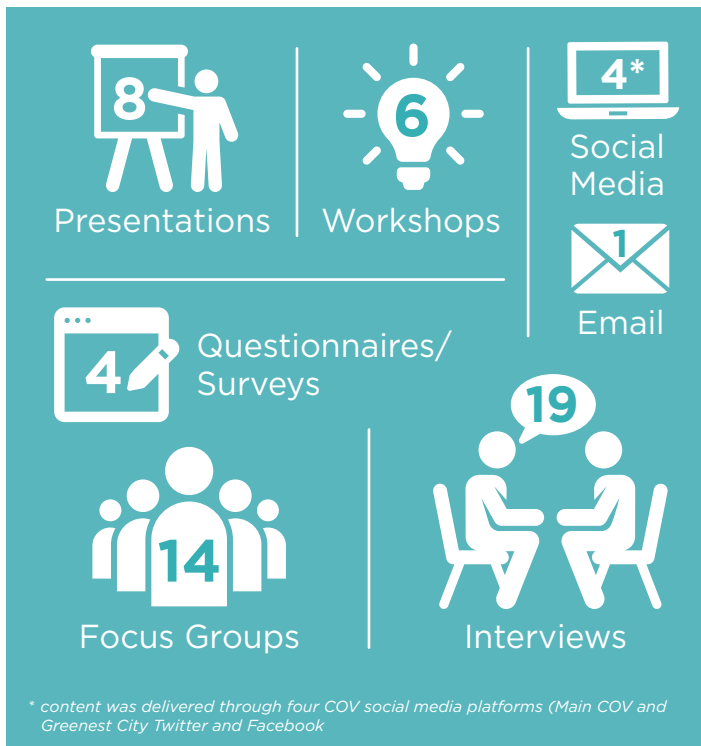 8
Presentations
6
Workshops
4*
Social
Media
1
Email
4
Questionnaires/
Surveys
14
Focus Groups
19
Interviews
* content was delivered through four COV social media platforms (Main COV and
Greenest City Twitter and Facebook